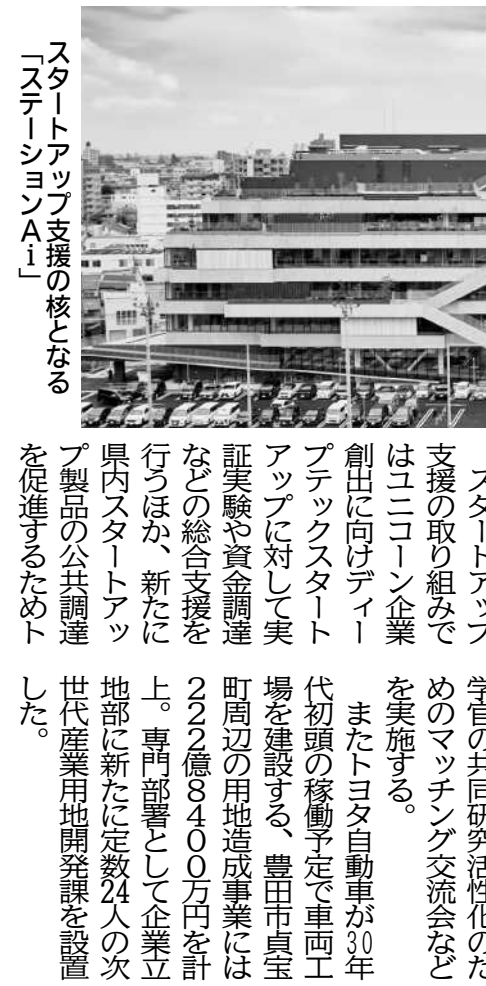 スタートアップ支援の核となる
「ステーションAi」
スタートアップ
支援の取り組みで
はユニコーン企業
創出に向けディー
プテックスタート
アップに対して実
証実験や資金調達
などの総合支援を
行うほか、新たに
県内スタートアッ
プ製品の公共調達
を促進するためト
学官の共同研究活性化のた
めのマッチング交流会など
を実施する。
またトヨタ自動車が30年
代初頭の稼働予定で車両工
場を建設する、豊田市貞宝
町周辺の用地造成事業には
222億8400万円を計
上。専門部署として企業立
地部に新たに定数24人の次
世代産業用地開発課を設置
した。